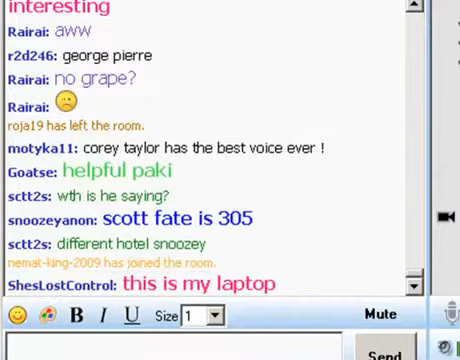 interesting
Rairai: aww
r2d246: george pierre
Rairai: no grape?
Rairai:
roja19 has left the room.
motyka11: corey taylor has the best voice ever !
Goatse: helpful paki
sctt2s: wth is he saying?
snoozeyanon: scott fate is 305
sctt2s: different hotel snoozey
nemat-king-2009 has joined the room.
ShesLostControl: this is my laptop
B I U Size 1 Mute
Send